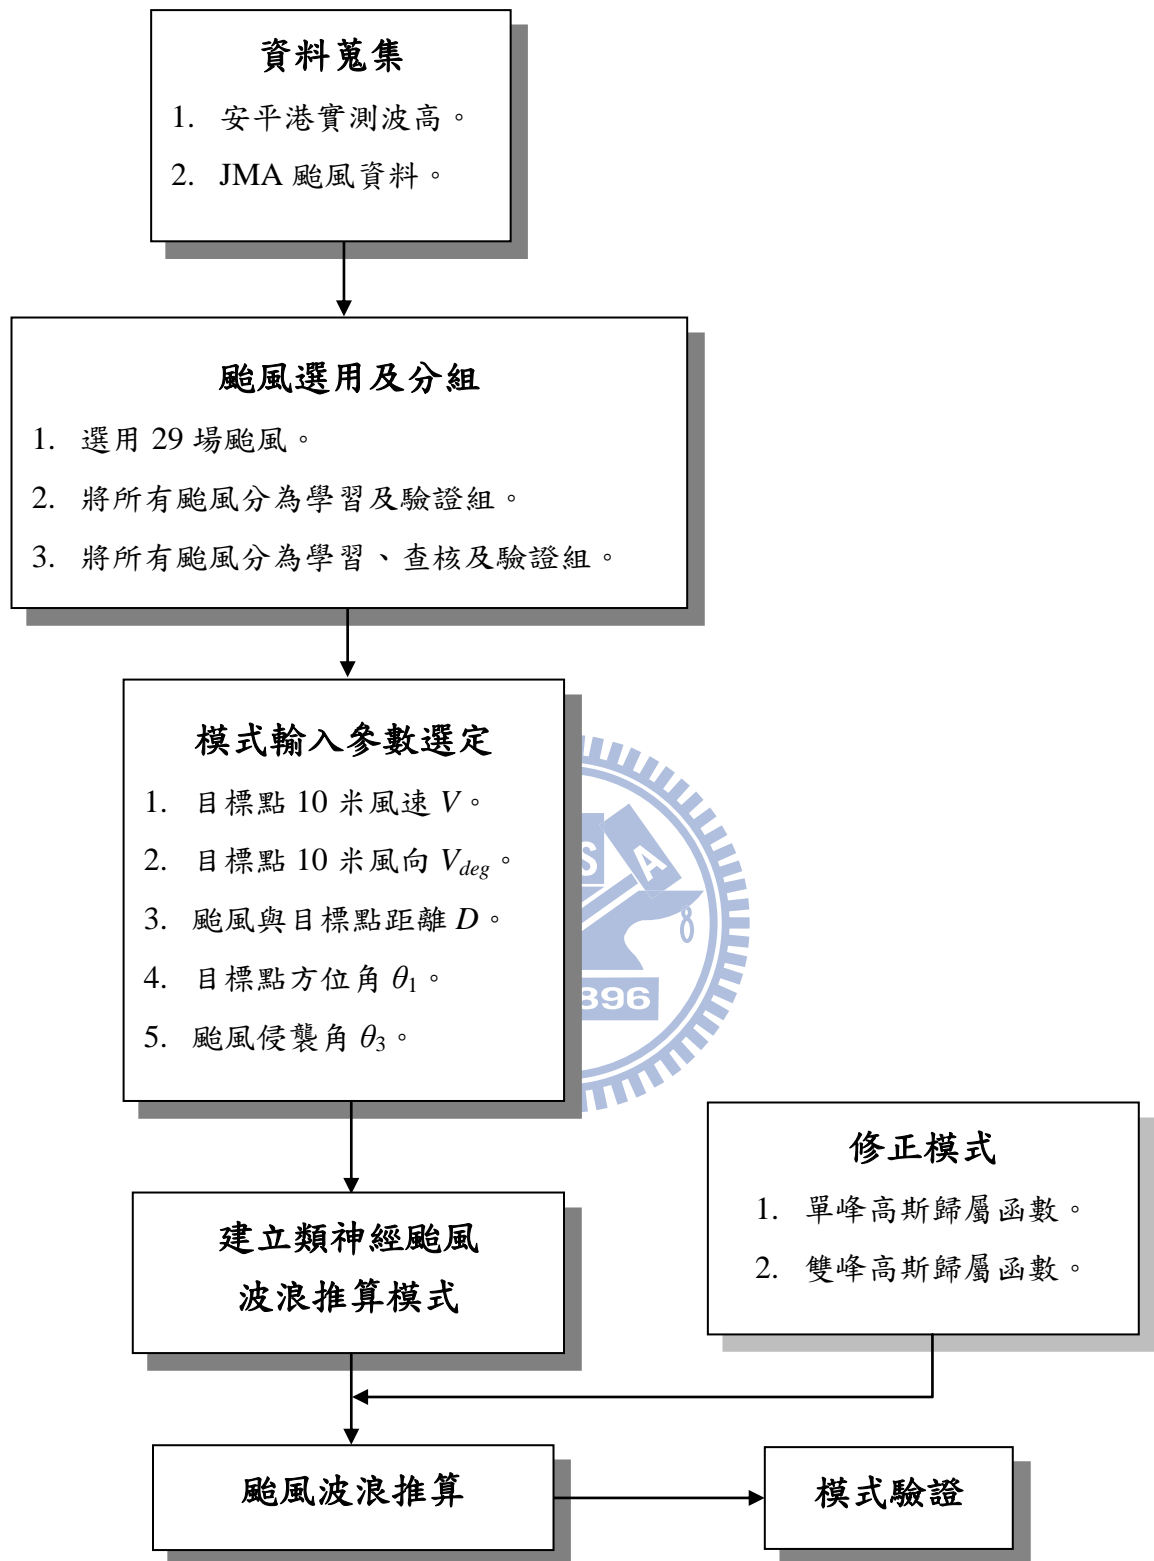 資料蒐集
1. 安平港實測波高。
2. JMA 颱風資料。
颱風選用及分組
1. 選用 29 場颱風。
2. 將所有颱風分為學習及驗證組。
3. 將所有颱風分為學習、查核及驗證組。
模式輸入參數選定
1. 目標點 10 米風速 V。
2. 目標點 10 米風向 V_deg。
3. 颱風與目標點距離 D。
4. 目標點方位角 θ₁。
5. 颱風侵襲角 θ₃。
S
A
896
修正模式
1. 單峰高斯歸屬函數。
2. 雙峰高斯歸屬函數。
建立類神經颱風
波浪推算模式
颱風波浪推算
模式驗證